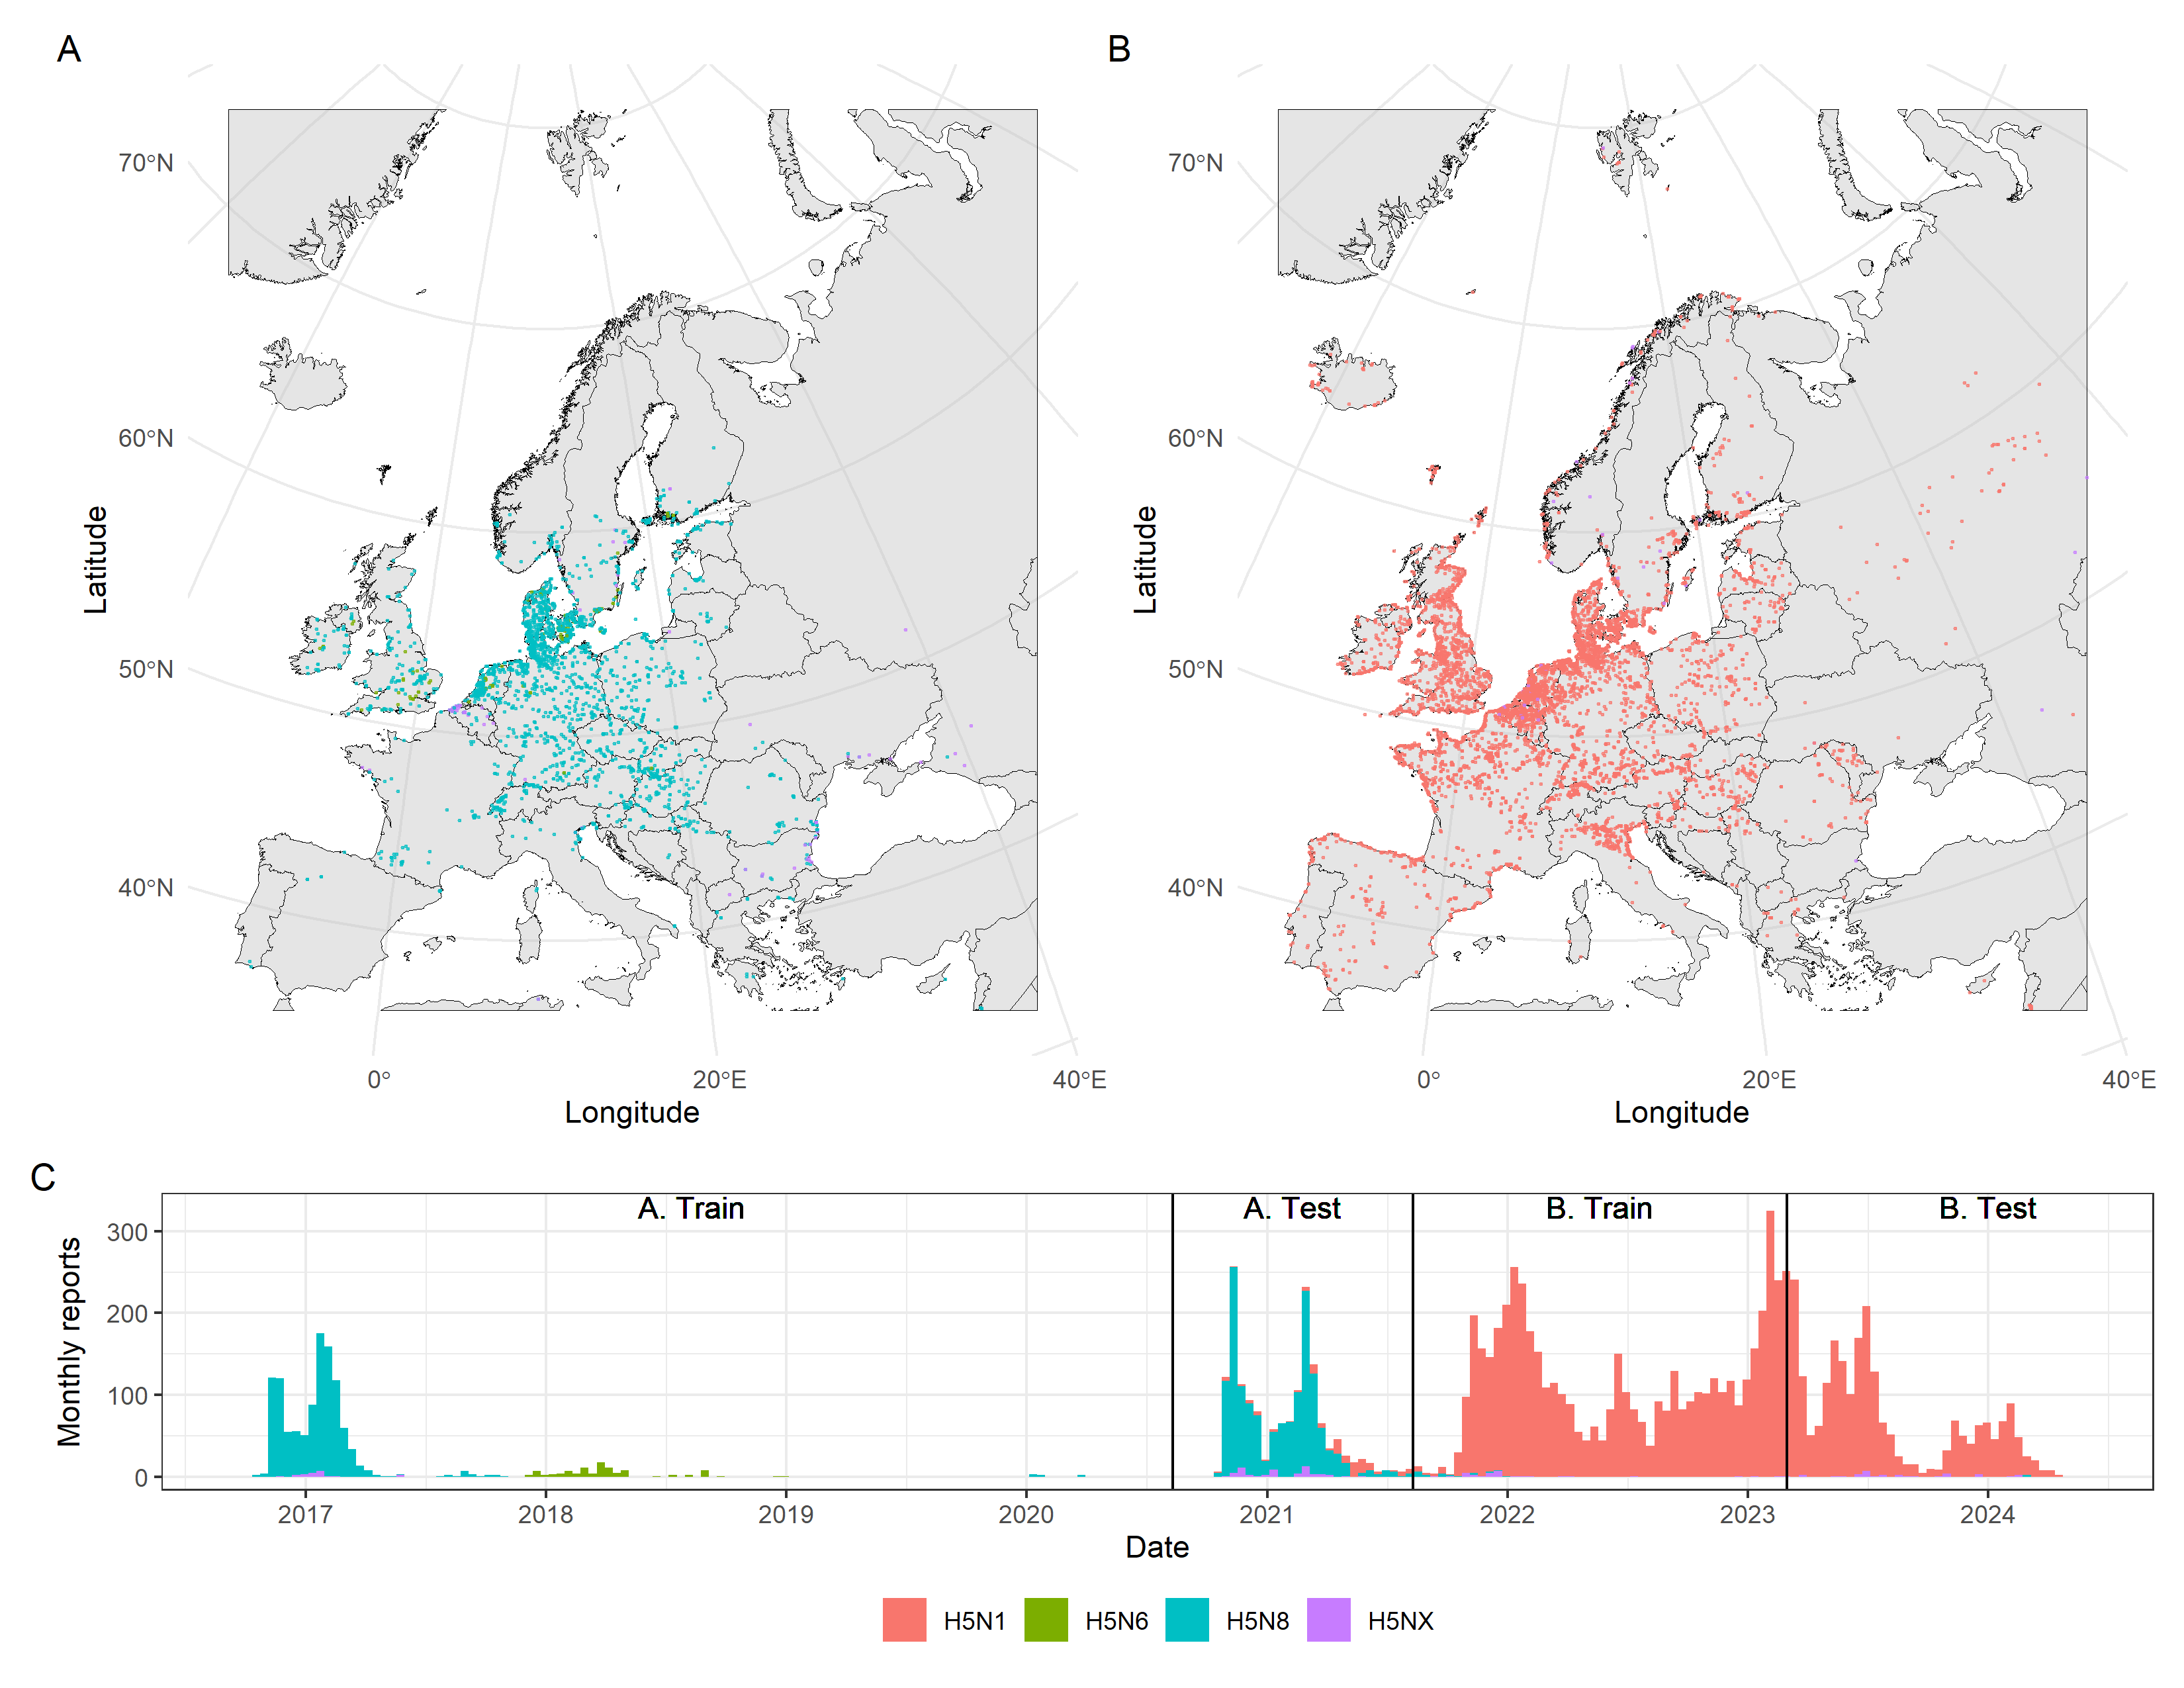 A
B
70°N
60°N
50°N
40°N
Latitude
0°
20°E
40°E
Longitude
70°N
60°N
50°N
40°N
Latitude
0°
20°E
40°E
Longitude
C
A. Train
A. Test
B. Train
B. Test
Monthly reports
300
200
100
0
2017
2018
2019
2020
2021
2022
2023
2024
Date
H5N1
H5N6
H5N8
H5NX